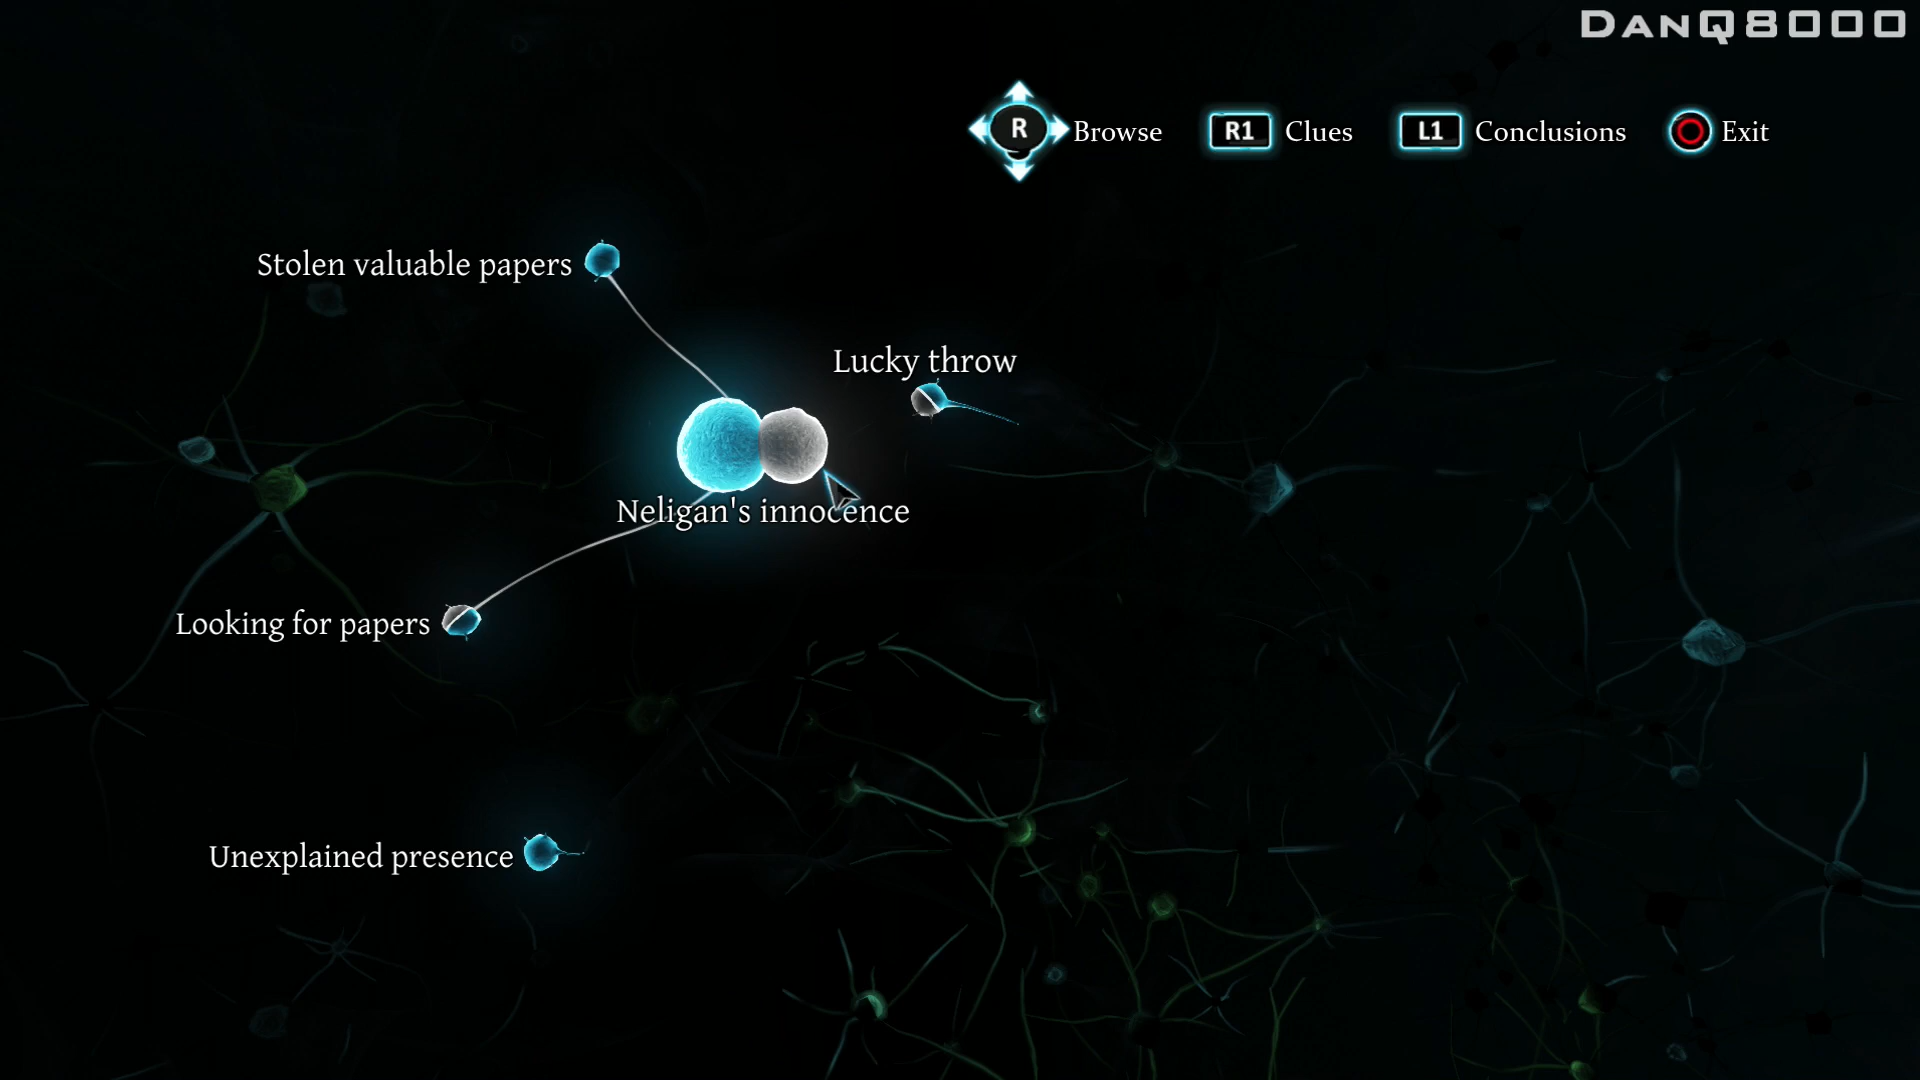 DanQ8000
R Browse R1 Clues L1 Conclusions Exit
Stolen valuable papers
Lucky throw
Neligan's innocence
Looking for papers
Unexplained presence